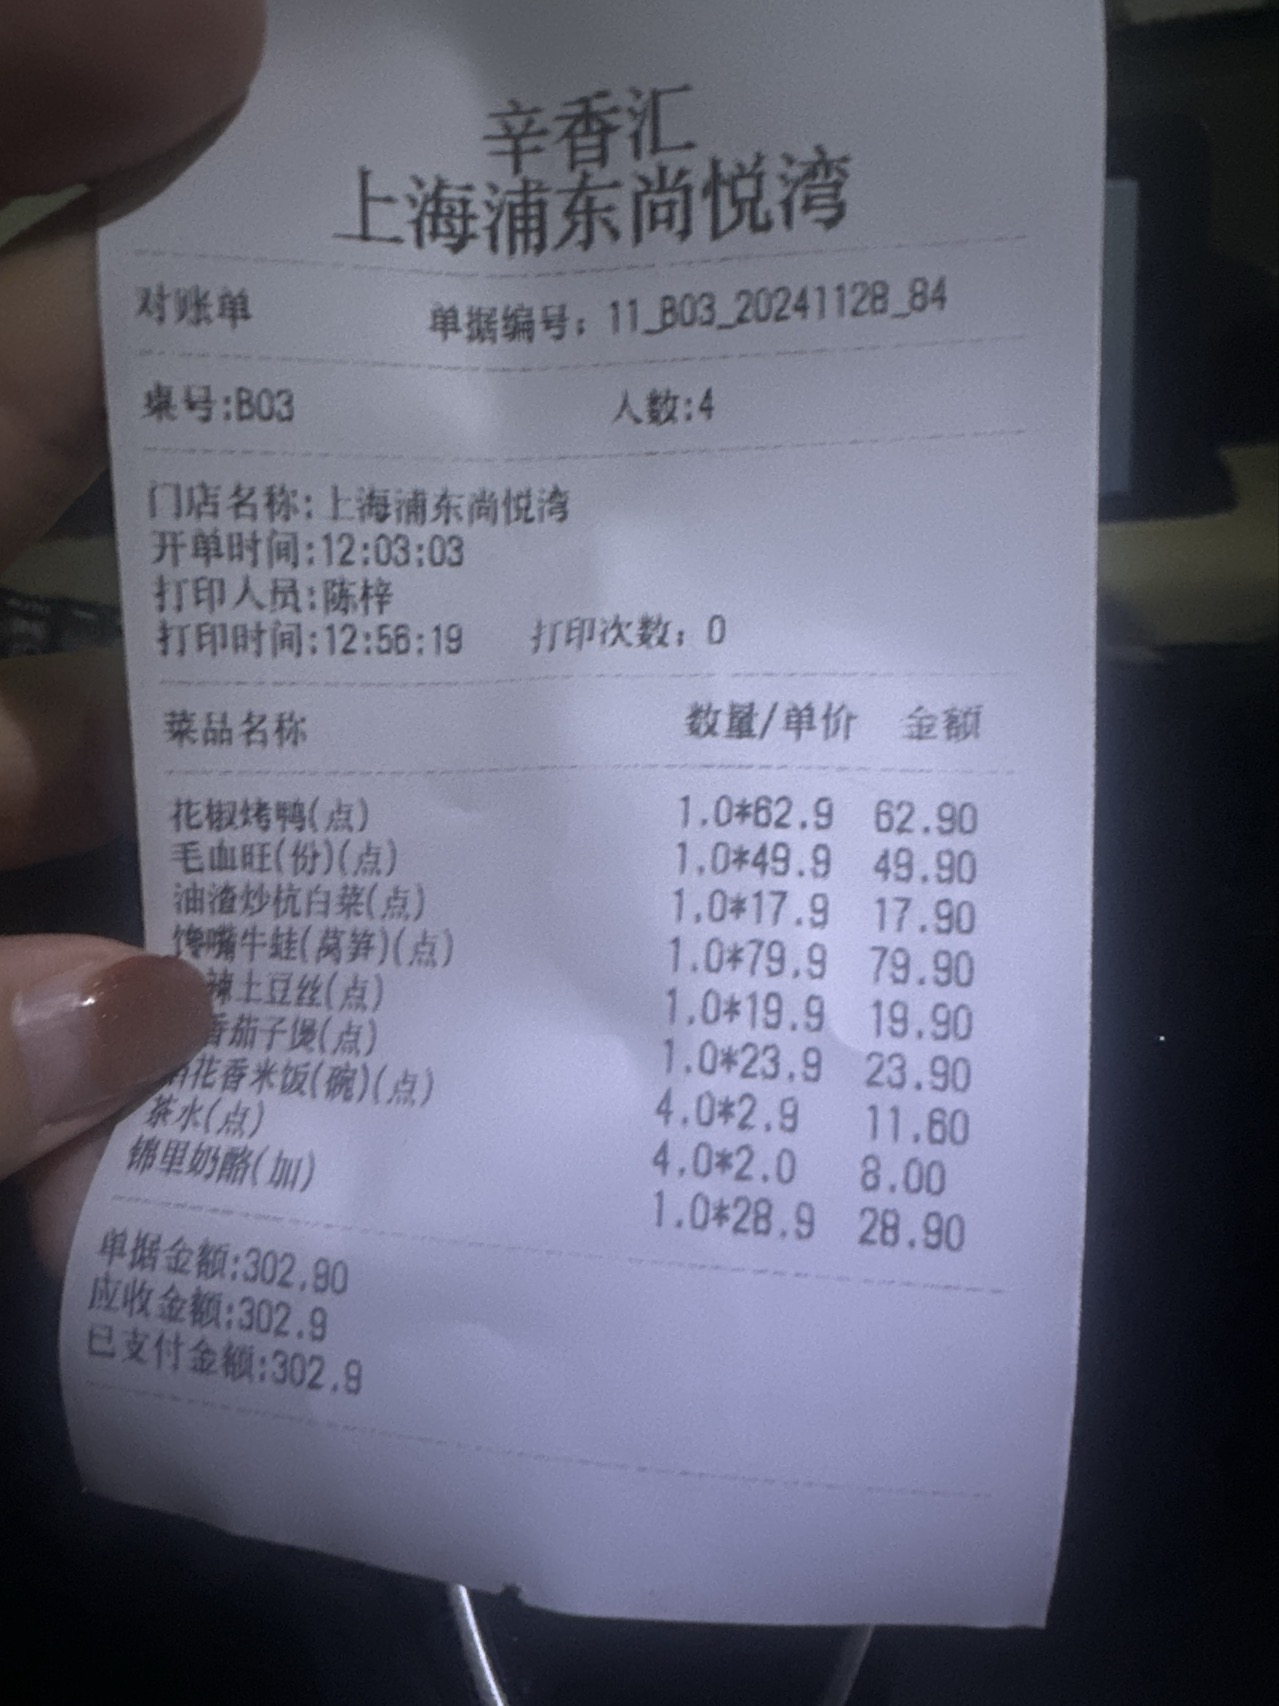 辛香汇
上海浦东尚悦湾
对账单 单据编号：11_B03_20241128_84
桌号:B03 人数:4
门店名称:上海浦东尚悦湾
开单时间:12:03:03
打印人员:陈梓
打印时间:12:56:19 打印次数：0
菜品名称 数量/单价 金额
花椒烤鸭(点) 1.0*62.9 62.90
毛血旺(份)(点) 1.0*49.9 49.90
油渣炒杭白菜(点) 1.0*17.9 17.90
馋嘴牛蛙(莴笋)(点) 1.0*79.9 79.90
辣土豆丝(点) 1.0*19.9 19.90
香茄子煲(点) 1.0*23.9 23.90
花香米饭(碗)(点) 4.0*2.9 11.60
茶水(点) 4.0*2.0 8.00
锦里奶酪(加) 1.0*28.9 28.90
单据金额:302.90
应收金额:302.9
已支付金额:302.9